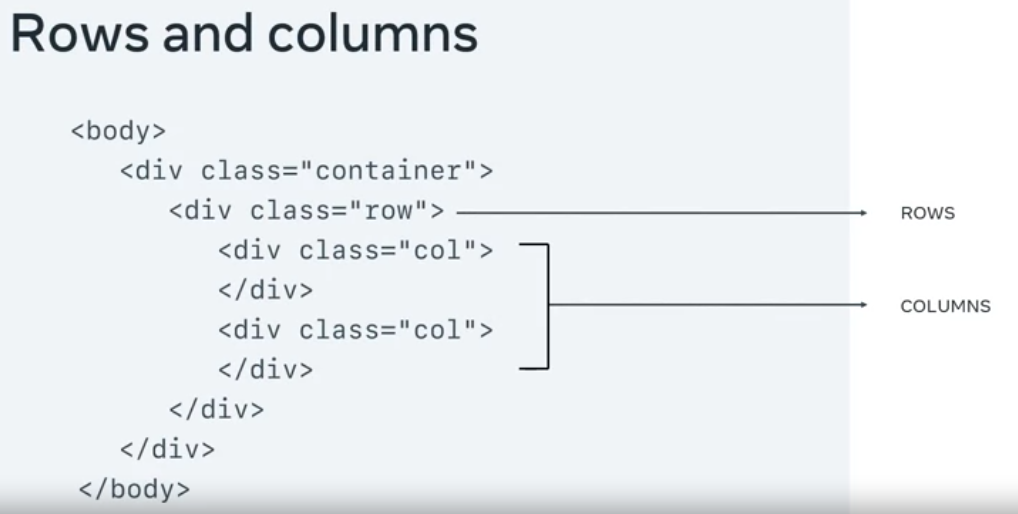 Rows and columns
<body>
<div class="container">
<div class="row">
ROWS
<div class="col">
</div>
<div class="col">
</div>
COLUMNS
</div>
</div>
</body>